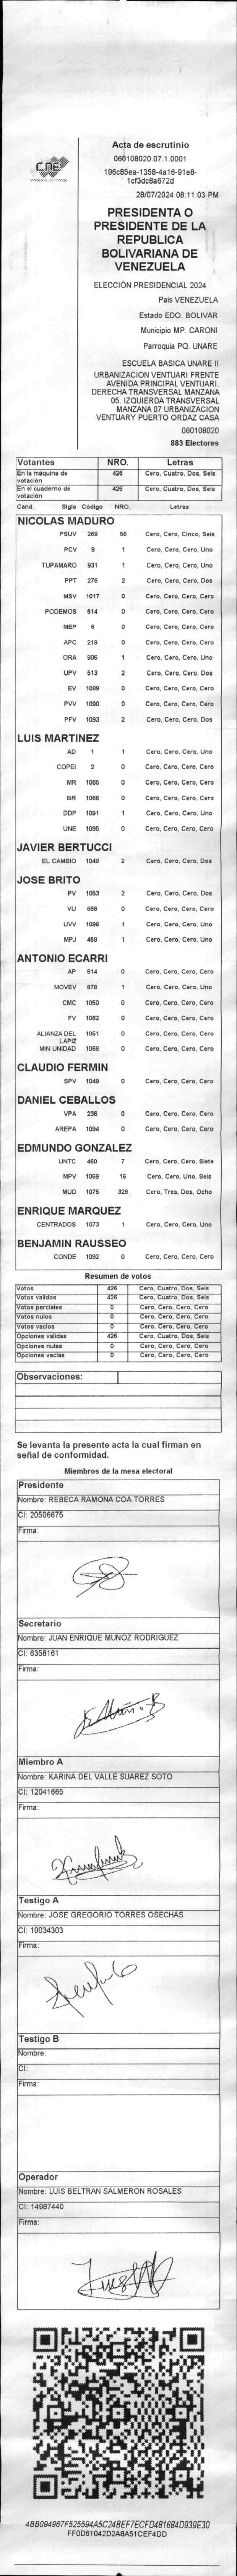 CNE
Acta de escrutinio
060108020.07.1.0001
196c85ea-1358-4a16-91e8-
1cf3dc8a672d
28/07/2024 08:11:03 PM
PRESIDENTA O
PRESIDENTE DE LA
REPUBLICA
BOLIVARIANA DE
VENEZUELA
ELECCIÓN PRESIDENCIAL 2024
Pais VENEZUELA
Estado EDO. BOLIVAR
Municipio MP. CARONI
Parroquia PQ. UNARE
ESCUELA BASICA UNARE II
URBANIZACION VENTUARI FRENTE
AVENIDA PRINCIPAL VENTUARI.
DERECHA TRANSVERSAL MANZANA
05. IZQUIERDA TRANSVERSAL
MANZANA 07 URBANIZACION
VENTUARY PUERTO ORDAZ CASA
060108020
883 Electores
Votantes NRO. Letras
En la máquina de votación 426 Cero, Cuatro, Dos, Seis
En el cuaderno de votación 426 Cero, Cuatro, Dos, Seis
Cand. Sigla Código NRO. Letras
NICOLAS MADURO
PSUV 269 56 Cero, Cero, Cinco, Seis
PCV 9 1 Cero, Cero, Cero, Uno
TUPAMARO 931 1 Cero, Cero, Cero, Uno
PPT 276 2 Cero, Cero, Cero, Dos
MSV 1017 0 Cero, Cero, Cero, Cero
PODEMOS 514 0 Cero, Cero, Cero, Cero
MEP 6 0 Cero, Cero, Cero, Cero
APC 219 0 Cero, Cero, Cero, Cero
ORA 906 1 Cero, Cero, Cero, Uno
UPV 513 2 Cero, Cero, Cero, Dos
EV 1089 0 Cero, Cero, Cero, Cero
PVV 1090 0 Cero, Cero, Cero, Cero
PFV 1093 2 Cero, Cero, Cero, Dos
LUIS MARTINEZ
AD 1 1 Cero, Cero, Cero, Uno
COPEI 2 0 Cero, Cero, Cero, Cero
MR 1065 0 Cero, Cero, Cero, Cero
BR 1066 0 Cero, Cero, Cero, Cero
DDP 1091 1 Cero, Cero, Cero, Uno
UNE 1095 0 Cero, Cero, Cero, Cero
JAVIER BERTUCCI
EL CAMBIO 1048 2 Cero, Cero, Cero, Dos
JOSE BRITO
PV 1053 2 Cero, Cero, Cero, Dos
VU 868 0 Cero, Cero, Cero, Cero
UVV 1096 1 Cero, Cero, Cero, Uno
MPJ 458 1 Cero, Cero, Cero, Uno
ANTONIO ECARRI
AP 814 0 Cero, Cero, Cero, Cero
MOVEV 878 1 Cero, Cero, Cero, Uno
CMC 1050 0 Cero, Cero, Cero, Cero
FV 1062 0 Cero, Cero, Cero, Cero
ALIANZA DEL LAPIZ 1051 0 Cero, Cero, Cero, Cero
MIN UNIDAD 1068 0 Cero, Cero, Cero, Cero
CLAUDIO FERMIN
SPV 1049 0 Cero, Cero, Cero, Cero
DANIEL CEBALLOS
VPA 236 0 Cero, Cero, Cero, Cero
AREPA 1094 0 Cero, Cero, Cero, Cero
EDMUNDO GONZALEZ
UNTC 460 7 Cero, Cero, Cero, Siete
MPV 1069 16 Cero, Cero, Uno, Seis
MUD 1075 328 Cero, Tres, Dos, Ocho
ENRIQUE MARQUEZ
CENTRADOS 1073 1 Cero, Cero, Cero, Uno
BENJAMIN RAUSSEO
CONDE 1092 0 Cero, Cero, Cero, Cero
Resumen de votos
Votos 426 Cero, Cuatro, Dos, Seis
Votos validos 426 Cero, Cuatro, Dos, Seis
Votos parciales 0 Cero, Cero, Cero, Cero
Votos nulos 0 Cero, Cero, Cero, Cero
Votos vacios 0 Cero, Cero, Cero, Cero
Opciones validas 426 Cero, Cuatro, Dos, Seis
Opciones nulas 0 Cero, Cero, Cero, Cero
Opciones vacias 0 Cero, Cero, Cero, Cero
Observaciones:
Se levanta la presente acta la cual firman en
señal de conformidad.
Miembros de la mesa electoral
Presidente
Nombre: REBECA RAMONA COA TORRES
CI: 20506675
Firma:
Secretario
Nombre: JUAN ENRIQUE MUÑOZ RODRIGUEZ
CI: 6358161
Firma:
Miembro A
Nombre: KARINA DEL VALLE SUAREZ SOTO
CI: 12041665
Firma:
Testigo A
Nombre: JOSE GREGORIO TORRES OSECHAS
CI: 10034303
Firma:
Testigo B
Nombre:
CI:
Firma:
Operador
Nombre: LUIS BELTRAN SALMERON ROSALES
CI: 14987440
Firma:
4BB094967F525594A5C24BEF7ECFD481684D939E30
FF0D61042D2A8A51CEF4DD